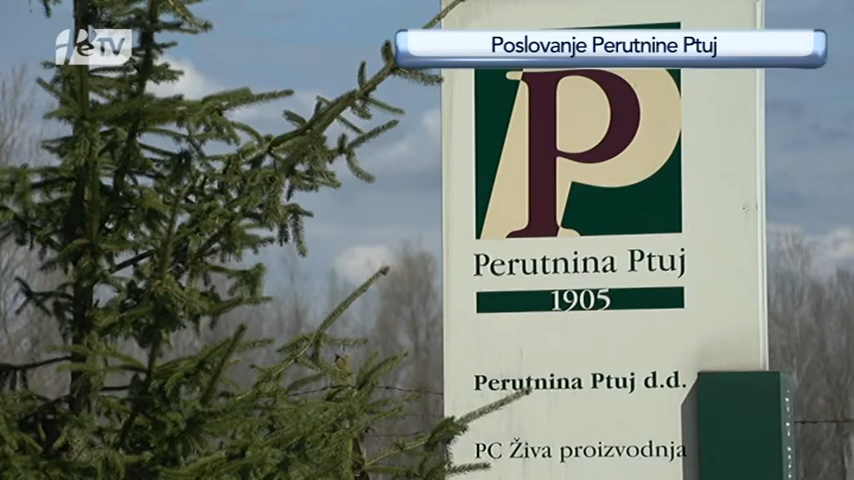 eTV
Poslovanje Perutnine Ptuj
P
Perutnina Ptuj
1905
Perutnina Ptuj d.d.
PC Živa proizvodnja